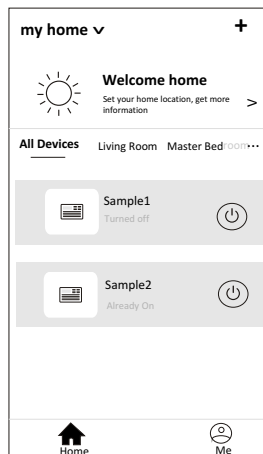 my home
+
Welcome home
Set your home location, get more
information
>
All Devices Living Room Master Bedroom ...
Sample1
Turned off
Sample2
Already On
Home Me